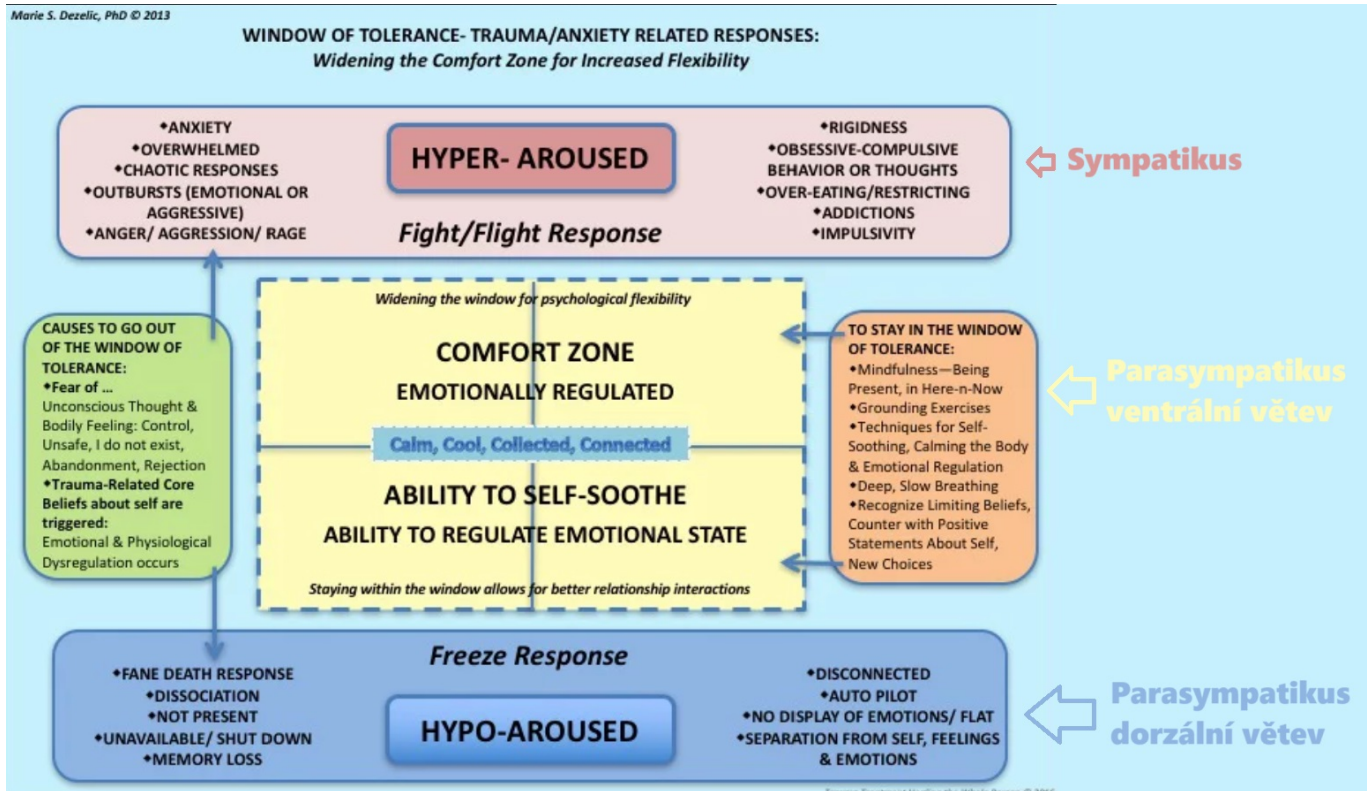 Marie S. Dezelic, PhD © 2013
WINDOW OF TOLERANCE- TRAUMA/ANXIETY RELATED RESPONSES:
Widening the Comfort Zone for Increased Flexibility
◆ANXIETY
◆OVERWHELMED
◆CHAOTIC RESPONSES
◆OUTBURSTS (EMOTIONAL OR
AGGRESSIVE)
◆ANGER/ AGGRESSION/ RAGE
HYPER- AROUSED
Fight/Flight Response
◆RIGIDNESS
◆OBSESSIVE-COMPULSIVE
BEHAVIOR OR THOUGHTS
◆OVER-EATING/RESTRICTING
◆ADDICTIONS
◆IMPULSIVITY
Sympatikus
CAUSES TO GO OUT
OF THE WINDOW OF
TOLERANCE:
◆Fear of …
Unconscious Thought &
Bodily Feeling: Control,
Unsafe, I do not exist,
Abandonment, Rejection
◆Trauma-Related Core
Beliefs about self are
triggered:
Emotional & Physiological
Dysregulation occurs
Widening the window for psychological flexibility
COMFORT ZONE
EMOTIONALLY REGULATED
Calm, Cool, Collected, Connected
ABILITY TO SELF-SOOTHE
ABILITY TO REGULATE EMOTIONAL STATE
Staying within the window allows for better relationship interactions
TO STAY IN THE WINDOW
OF TOLERANCE:
◆Mindfulness—Being
Present, in Here-n-Now
◆Grounding Exercises
◆Techniques for Self-
Soothing, Calming the Body
& Emotional Regulation
◆Deep, Slow Breathing
◆Recognize Limiting Beliefs,
Counter with Positive
Statements About Self,
New Choices
Parasympatikus
ventrální větev
Freeze Response
HYPO-AROUSED
◆FANE DEATH RESPONSE
◆DISSOCIATION
◆NOT PRESENT
◆UNAVAILABLE/ SHUT DOWN
◆MEMORY LOSS
◆DISCONNECTED
◆AUTO PILOT
◆NO DISPLAY OF EMOTIONS/ FLAT
◆SEPARATION FROM SELF, FEELINGS
& EMOTIONS
Parasympatikus
dorzální větev